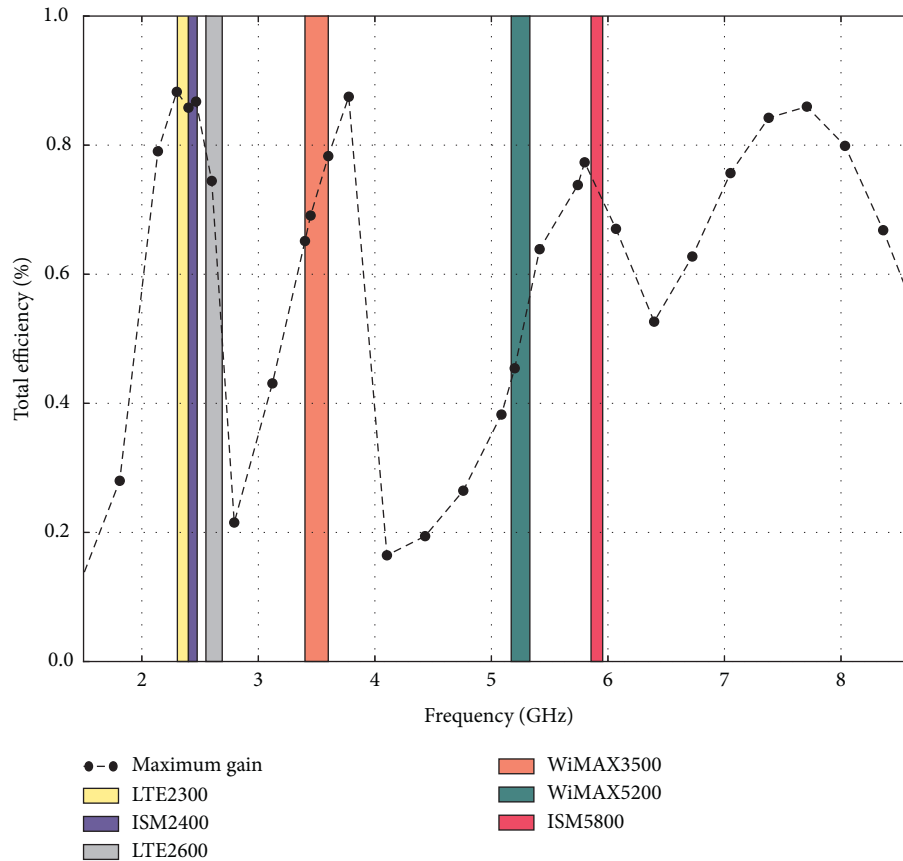 1.0
0.8
0.6
0.4
0.2
0.0
Total efficiency (%)
2 3 4 5 6 7 8
Frequency (GHz)
Maximum gain
LTE2300
ISM2400
LTE2600
WiMAX3500
WiMAX5200
ISM5800